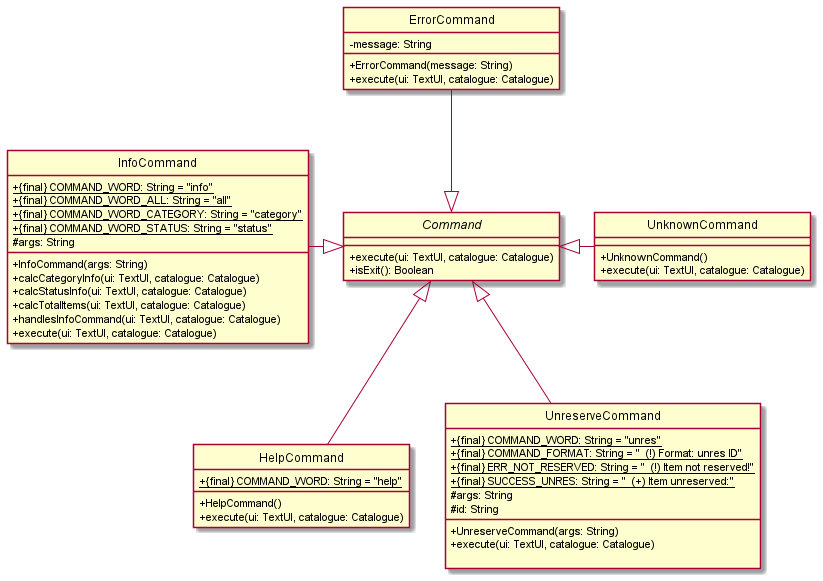 ErrorCommand
-message: String
+ErrorCommand(message: String)
+execute(ui: TextUI, catalogue: Catalogue)
InfoCommand
+{final} COMMAND_WORD: String = "info"
+{final} COMMAND_WORD_ALL: String = "all"
+{final} COMMAND_WORD_CATEGORY: String = "category"
+{final} COMMAND_WORD_STATUS: String = "status"
#args: String
+InfoCommand(args: String)
+calcCategoryInfo(ui: TextUI, catalogue: Catalogue)
+calcStatusInfo(ui: TextUI, catalogue: Catalogue)
+calcTotalItems(ui: TextUI, catalogue: Catalogue)
+handlesInfoCommand(ui: TextUI, catalogue: Catalogue)
+execute(ui: TextUI, catalogue: Catalogue)
Command
+execute(ui: TextUI, catalogue: Catalogue)
+isExit(): Boolean
UnknownCommand
+UnknownCommand()
+execute(ui: TextUI, catalogue: Catalogue)
HelpCommand
+{final} COMMAND_WORD: String = "help"
+HelpCommand()
+execute(ui: TextUI, catalogue: Catalogue)
UnreserveCommand
+{final} COMMAND_WORD: String = "unres"
+{final} COMMAND_FORMAT: String = "  (!) Format: unres ID"
+{final} ERR_NOT_RESERVED: String = "  (!) Item not reserved!"
+{final} SUCCESS_UNRES: String = "  (+) Item unreserved:"
#args: String
#id: String
+UnreserveCommand(args: String)
+execute(ui: TextUI, catalogue: Catalogue)